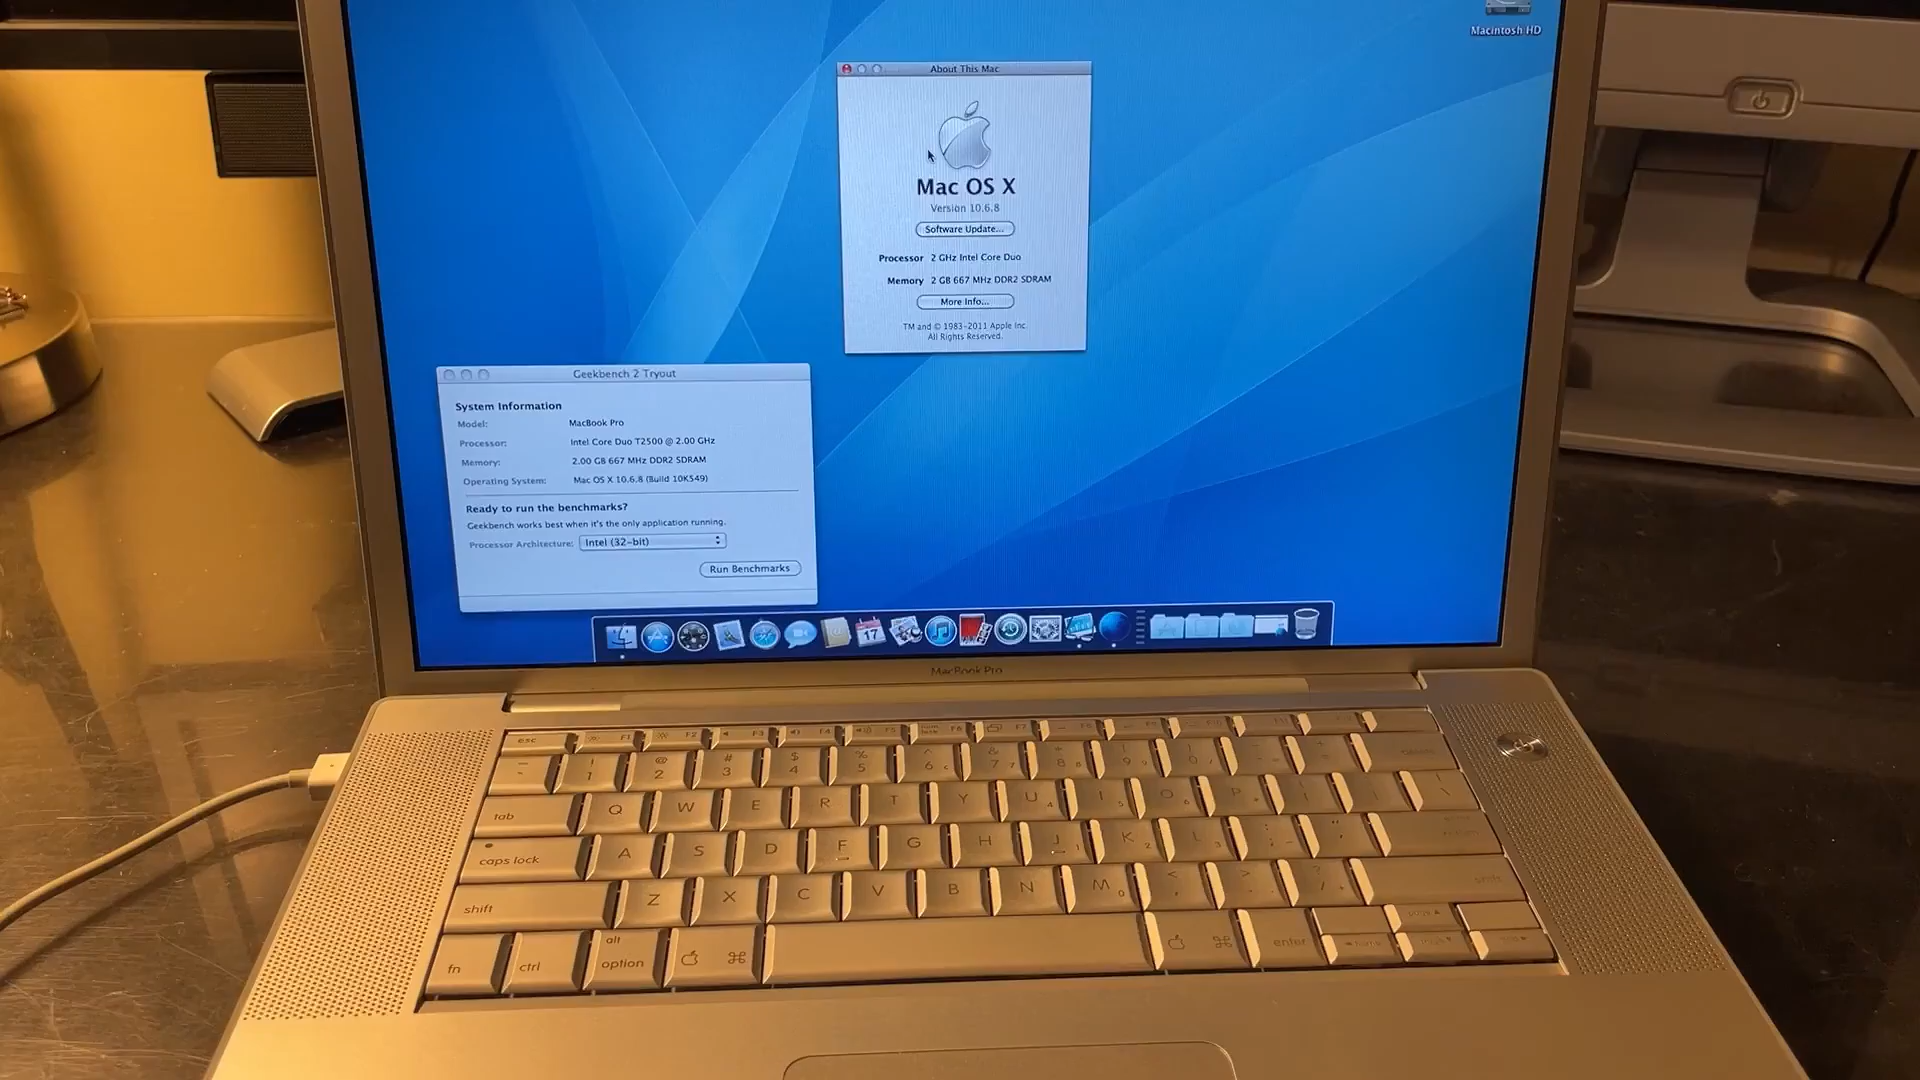 Macintosh HD
About This Mac
Mac OS X
Version 10.6.8
Software Update...
Processor 2 GHz Intel Core Duo
Memory 2 GB 667 MHz DDR2 SDRAM
More Info...
TM and © 1983-2011 Apple Inc.
All Rights Reserved.
Geekbench 2 Tryout
System Information
Model: MacBook Pro
Processor: Intel Core Duo T2500 @ 2.00 GHz
Memory: 2.00 GB 667 MHz DDR2 SDRAM
Operating System: Mac OS X 10.6.8 (Build 10K549)
Ready to run the benchmarks?
Geekbench works best when it's the only application running.
Processor Architecture: Intel (32-bit)
Run Benchmarks
17
MacBook Pro
esc F1 F2 F3 F4 F5 F6 F7
! @ # $ % ^ &
1 2 3 4 5 6 7 8 9
tab Q W E R T Y U I O P
caps lock A S D F G H J K L
shift Z X C V B N M
alt
fn ctrl option ⌘ ⌘ enter